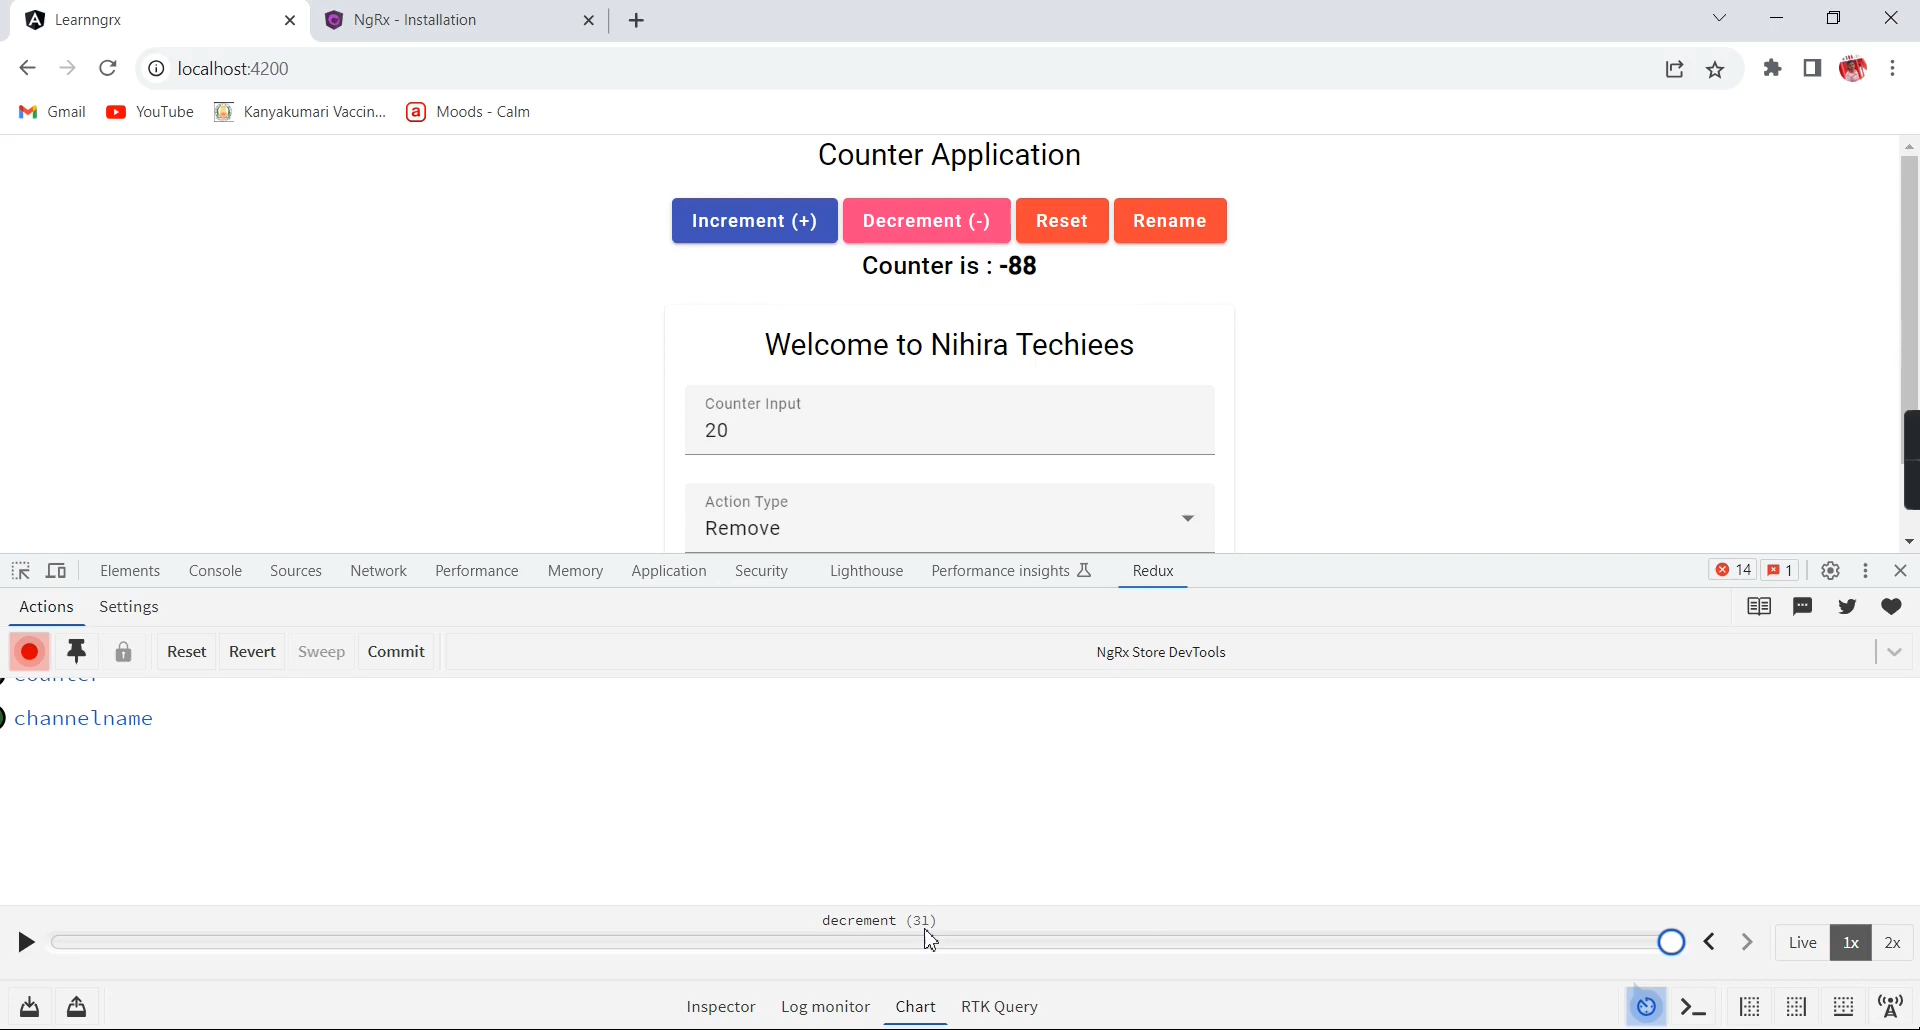 Learnngrx
NgRx - Installation
localhost:4200
Gmail YouTube Kanyakumari Vaccin... a Moods - Calm
Counter Application
Increment (+) Decrement (-) Reset Rename
Counter is : -88
Welcome to Nihira Techiees
Counter Input
20
Action Type
Remove
Elements Console Sources Network Performance Memory Application Security Lighthouse Performance insights Redux 14 1
Actions Settings
Reset Revert Sweep Commit NgRx Store DevTools
counter
channelname
decrement (31)
Live 1x 2x
Inspector Log monitor Chart RTK Query